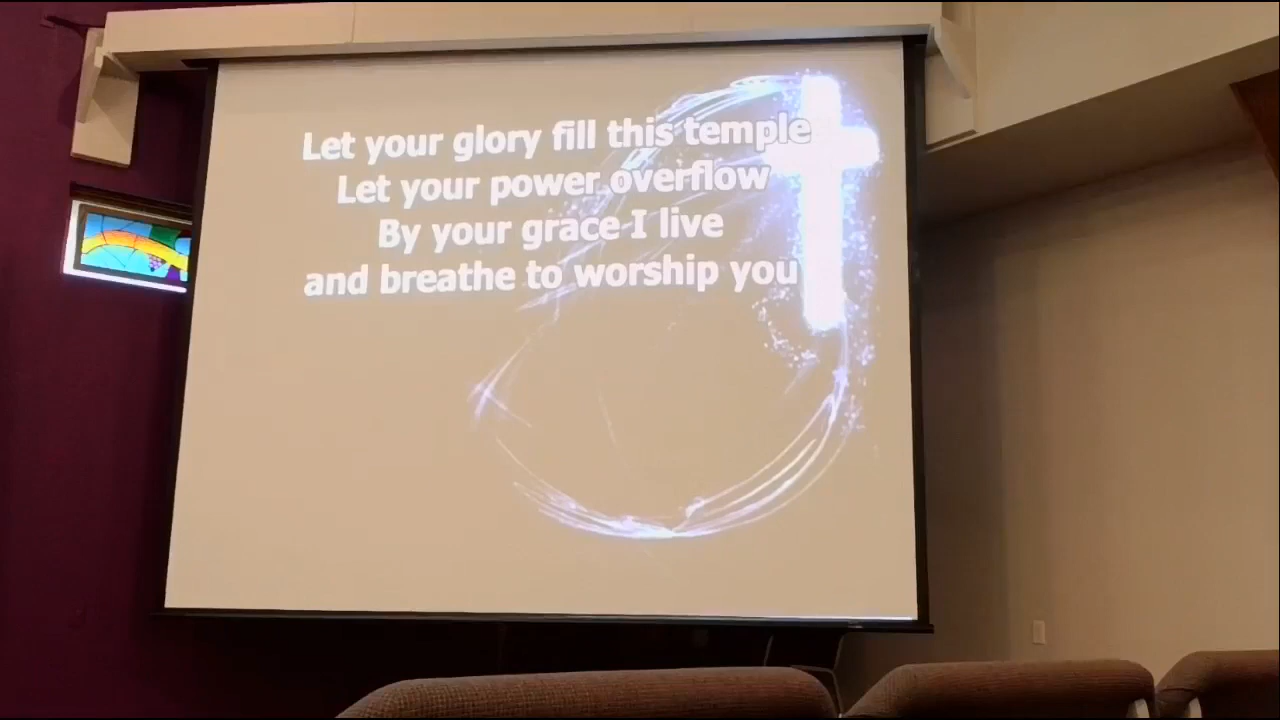 Let your glory fill this temple
Let your power overflow
By your grace I live
and breathe to worship you